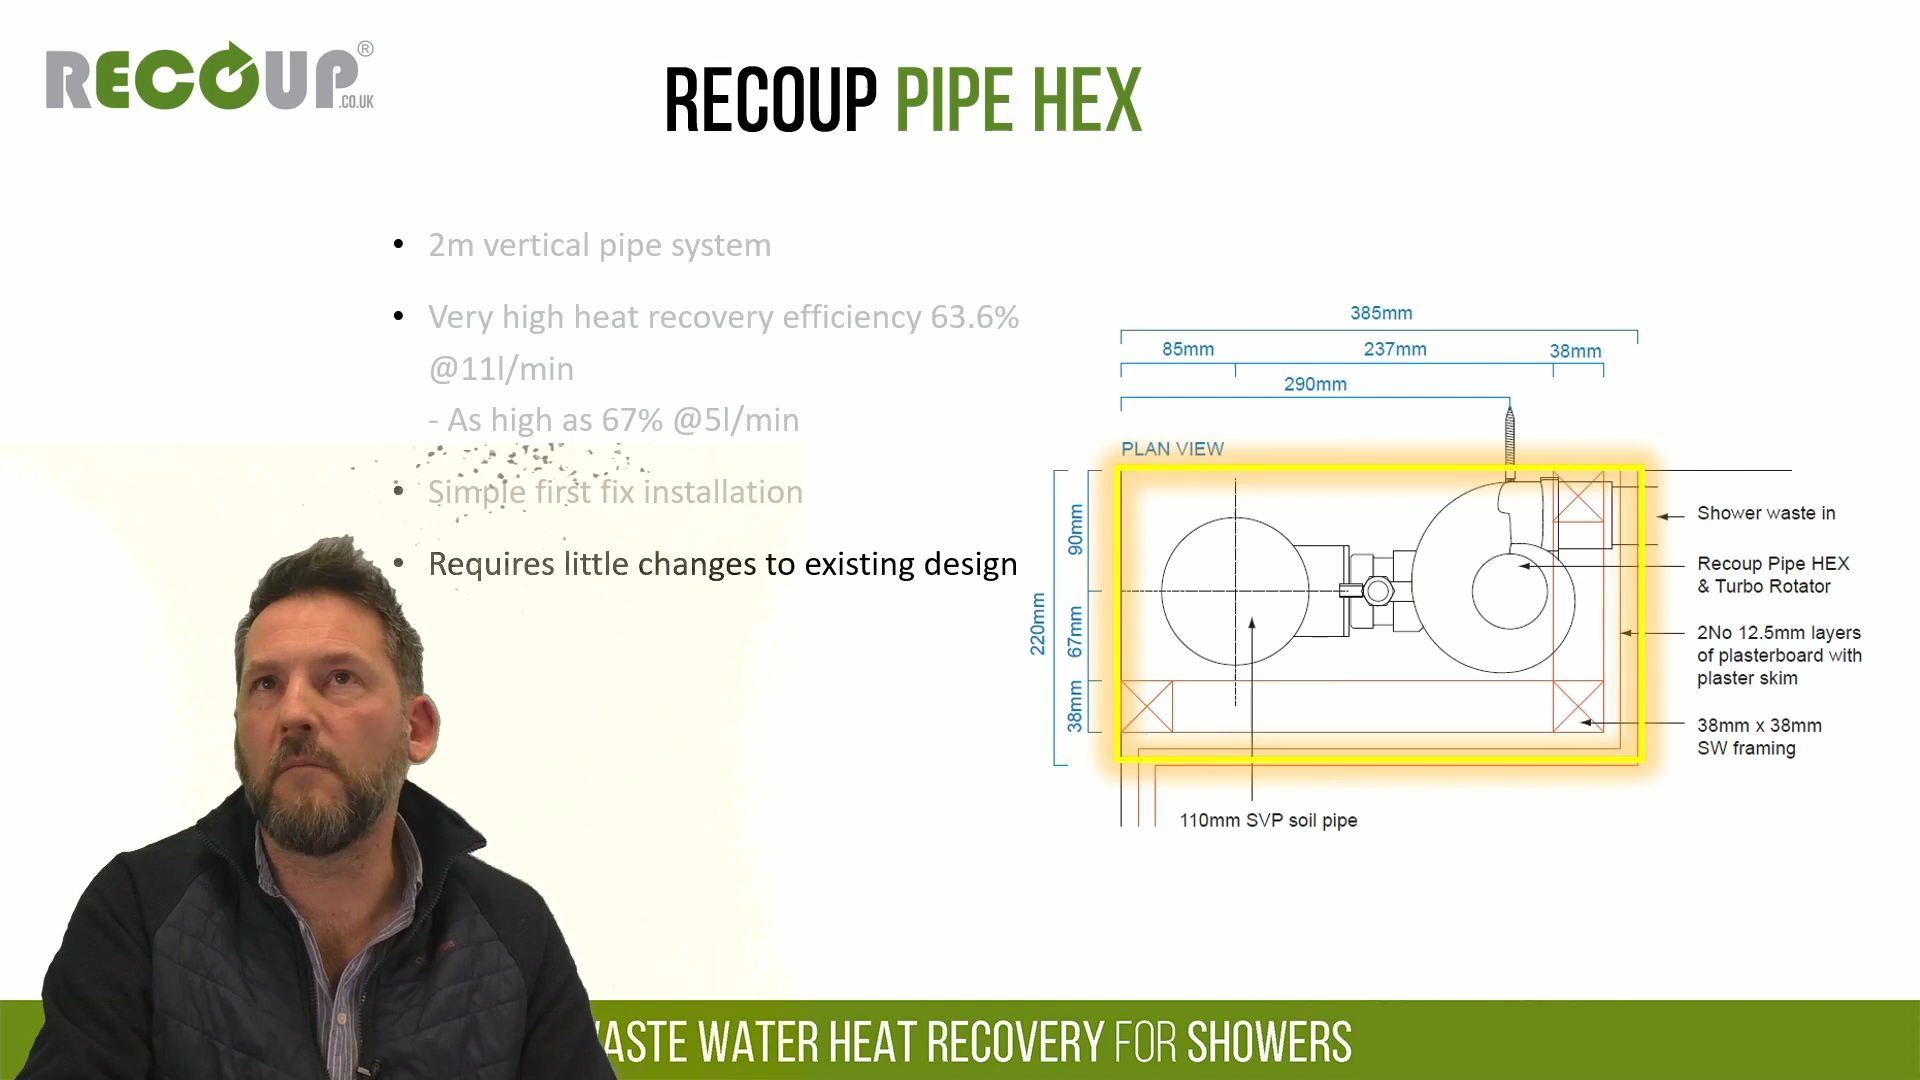 RECOUP®
.CO.UK
RECOUP PIPE HEX
• 2m vertical pipe system
• Very high heat recovery efficiency 63.6%
@11l/min
- As high as 67% @5l/min
• Simple first fix installation
• Requires little changes to existing design
385mm
85mm 237mm 38mm
290mm
PLAN VIEW
90mm
220mm
67mm
38mm
Shower waste in
Recoup Pipe HEX
& Turbo Rotator
2No 12.5mm layers
of plasterboard with
plaster skim
38mm x 38mm
SW framing
110mm SVP soil pipe
WATER HEAT RECOVERY FOR SHOWERS